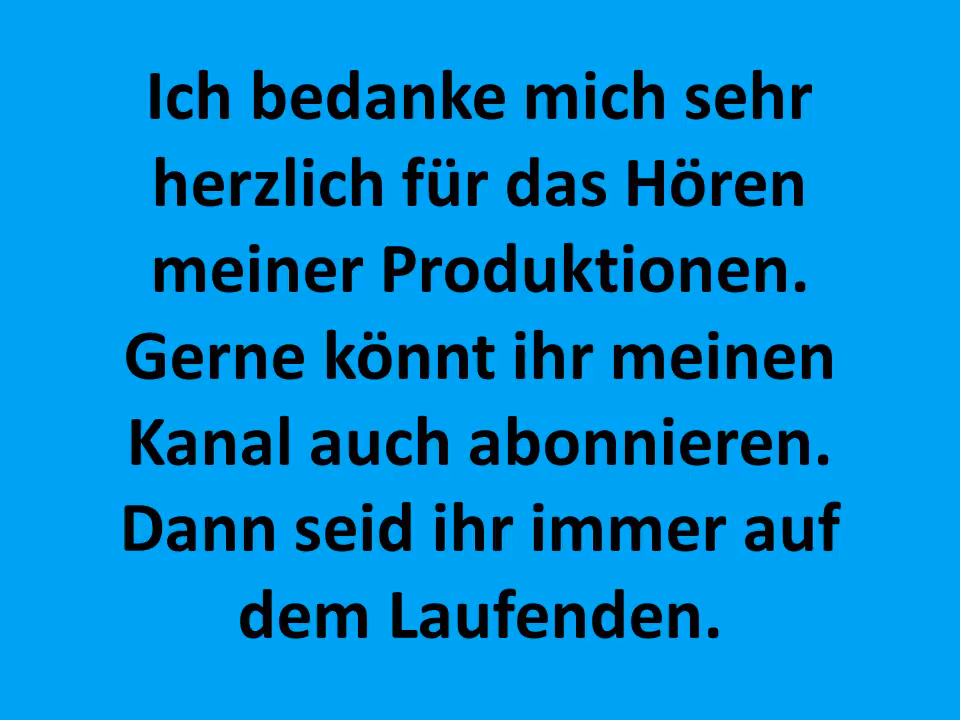 Ich bedanke mich sehr
herzlich für das Hören
meiner Produktionen.
Gerne könnt ihr meinen
Kanal auch abonnieren.
Dann seid ihr immer auf
dem Laufenden.